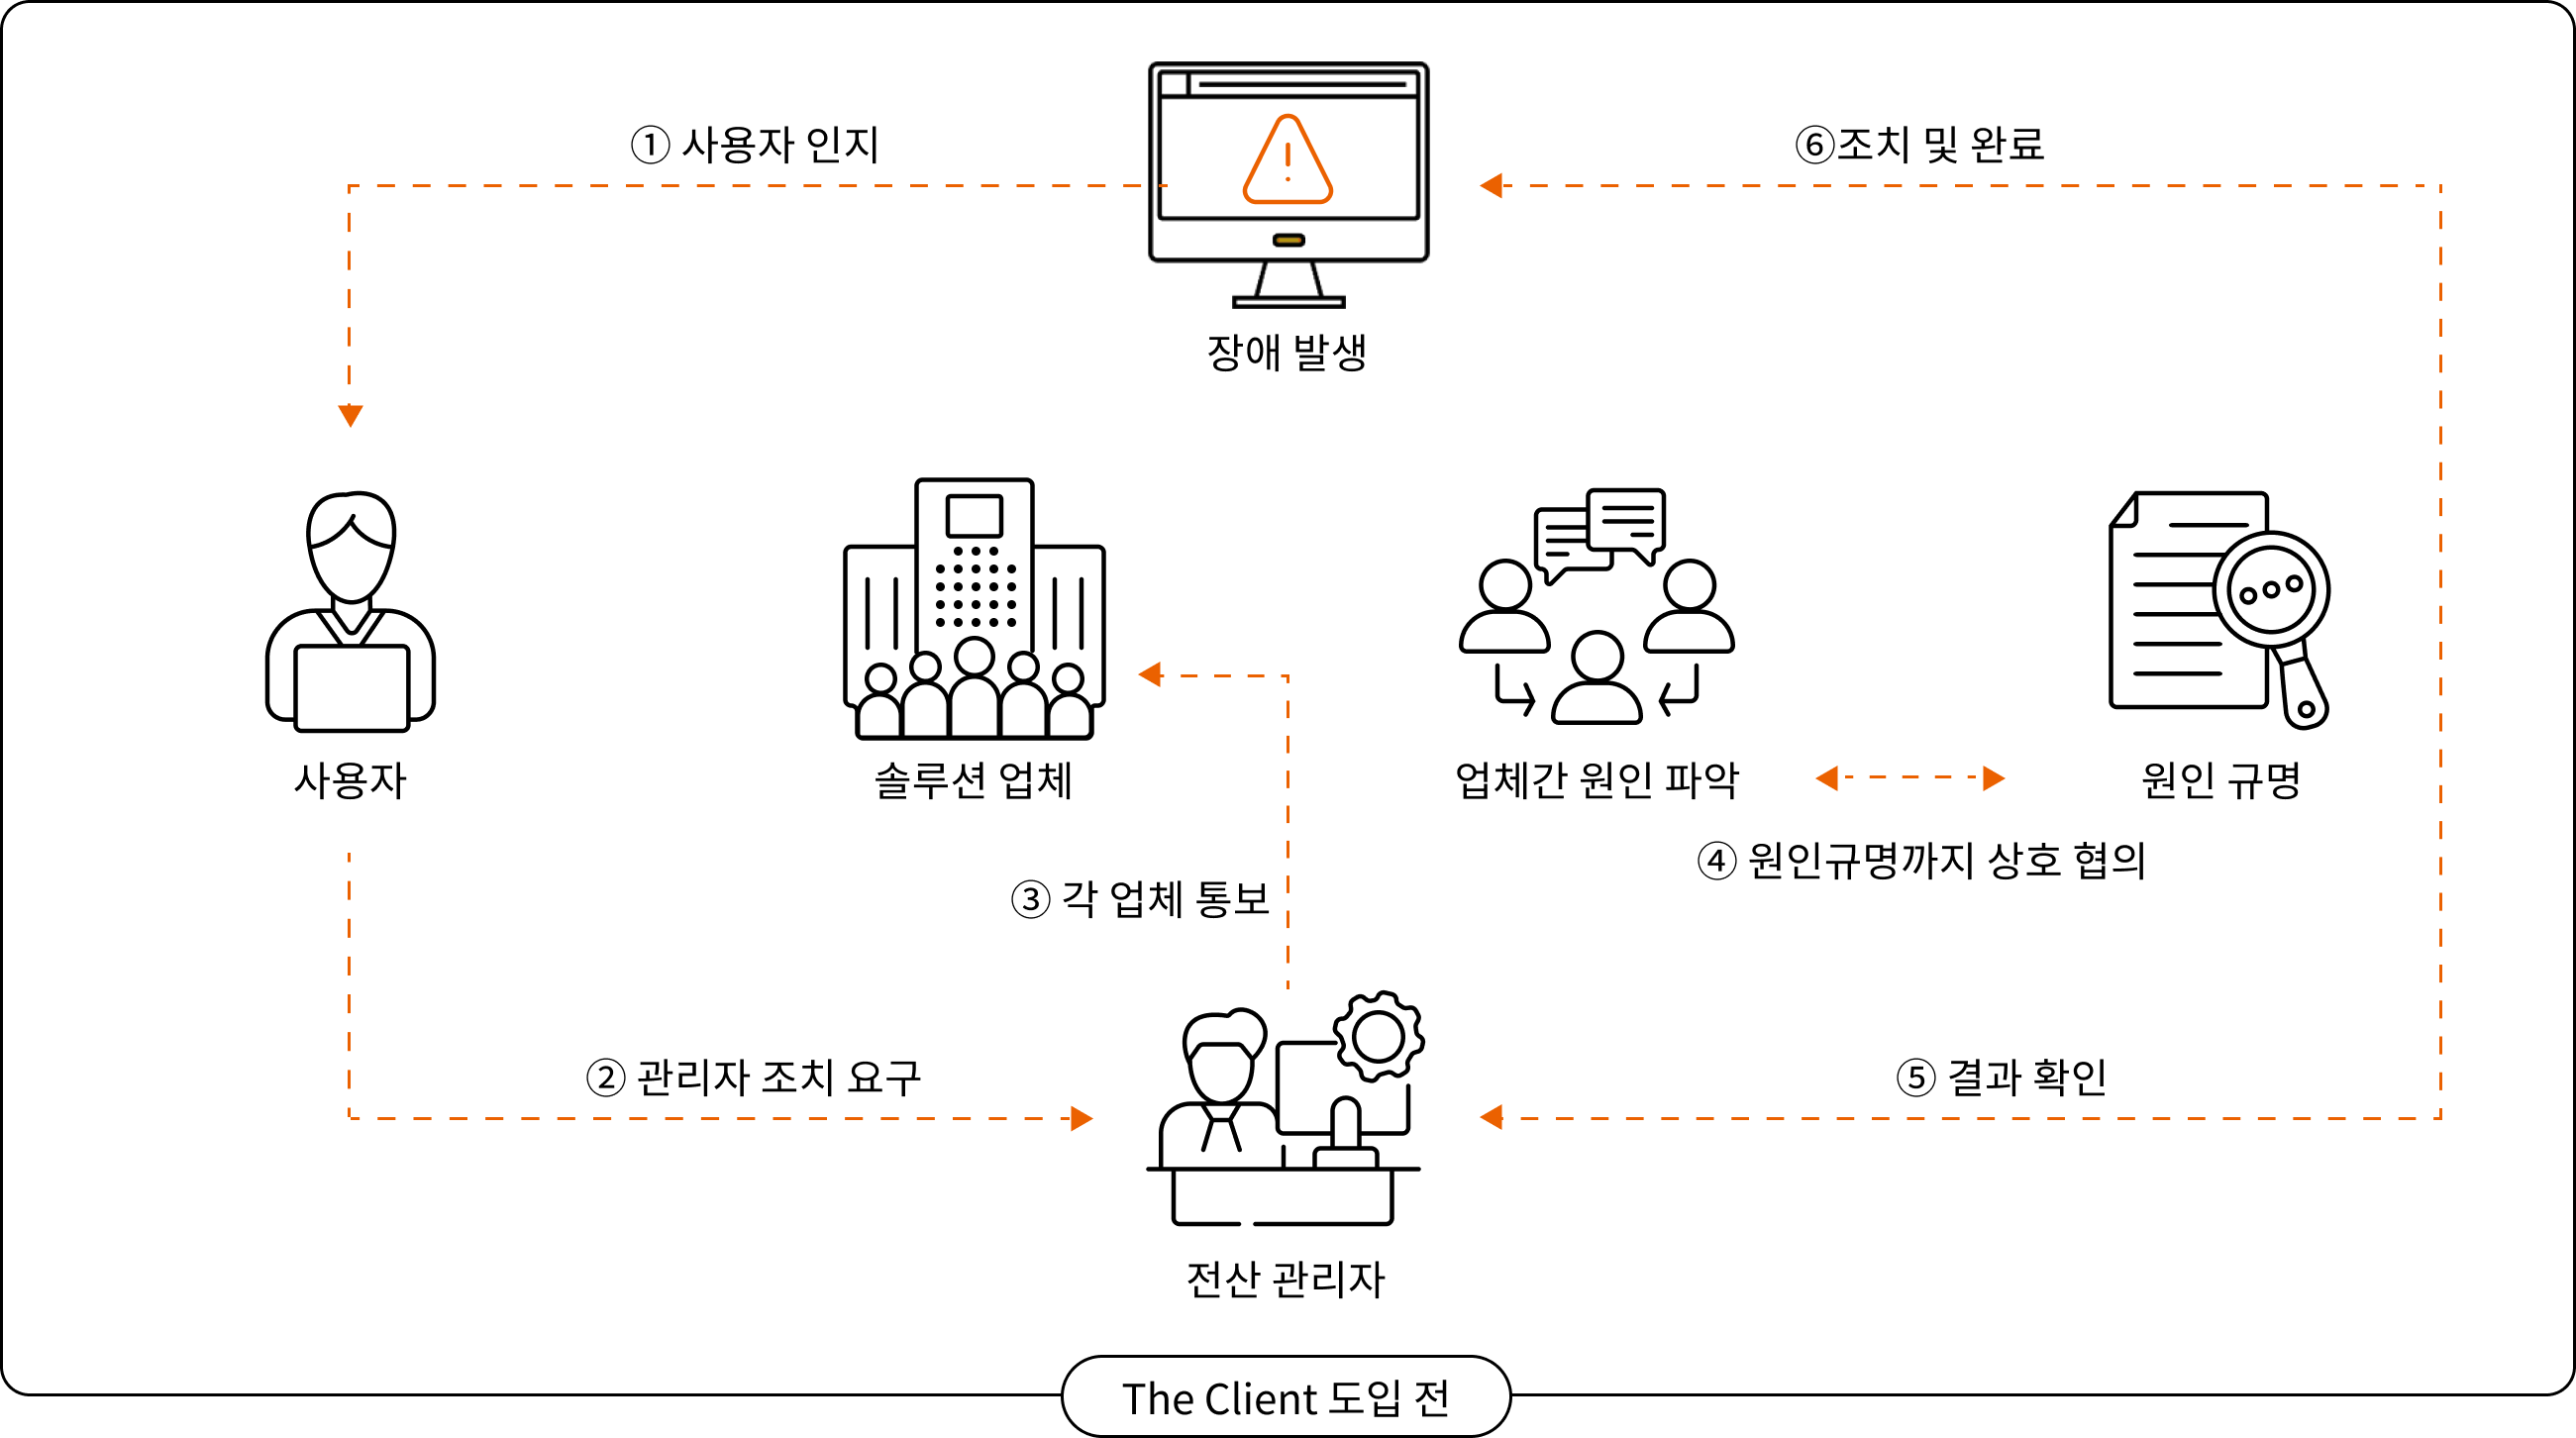 ① 사용자 인지
⑥조치 및 완료
장애 발생
사용자
솔루션 업체
업체간 원인 파악
원인 규명
④ 원인규명까지 상호 협의
③ 각 업체 통보
② 관리자 조치 요구
⑤ 결과 확인
전산 관리자
The Client 도입 전